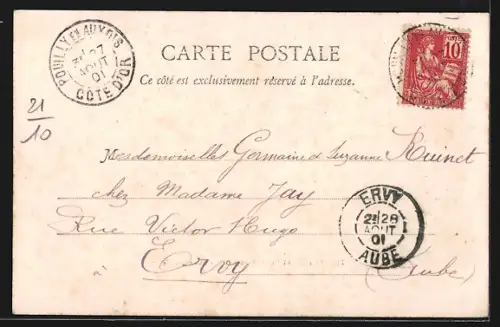 POUILLY EN AUXOIS
27
AOUT
01
CÔTE D'OR
CARTE POSTALE
Ce côté est exclusivement réservé à l'adresse.
10
21/10
Mesdemoiselles Germaine et Suzanne Ruinet
chez Madame Jay
Rue Victor Hugo
à Ervy (Aube)
ERVY
28
AOUT
01
AUBE